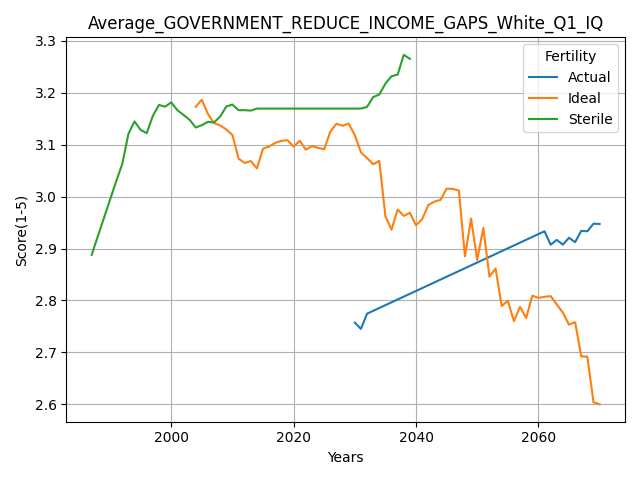 Average_GOVERNMENT_REDUCE_INCOME_GAPS_White_Q1_IQ
3.3
3.2
3.1
3.0
2.9
2.8
2.7
2.6
Score(1-5)
Fertility
Actual
Ideal
Sterile
2000
2020
2040
2060
Years